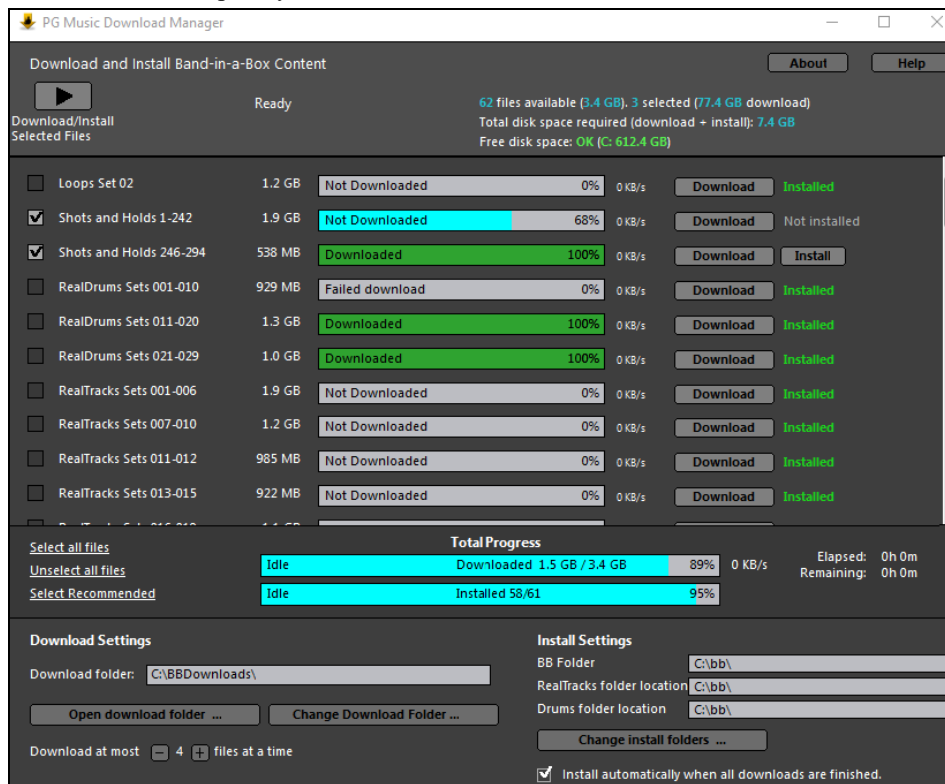 PG Music Download Manager
Download and Install Band-in-a-Box Content
About Help
Download/Install
Selected Files
Ready
62 files available (3.4 GB). 3 selected (77.4 GB download)
Total disk space required (download + install): 7.4 GB
Free disk space: OK (C: 612.4 GB)
Loops Set 02 1.2 GB Not Downloaded 0% 0 KB/s Download Installed
Shots and Holds 1-242 1.9 GB Not Downloaded 68% 0 KB/s Download Not installed
Shots and Holds 246-294 538 MB Downloaded 100% 0 KB/s Download Install
RealDrums Sets 001-010 929 MB Failed download 0% 0 KB/s Download Installed
RealDrums Sets 011-020 1.3 GB Downloaded 100% 0 KB/s Download Installed
RealDrums Sets 021-029 1.0 GB Downloaded 100% 0 KB/s Download Installed
RealTracks Sets 001-006 1.9 GB Not Downloaded 0% 0 KB/s Download Installed
RealTracks Sets 007-010 1.2 GB Not Downloaded 0% 0 KB/s Download Installed
RealTracks Sets 011-012 985 MB Not Downloaded 0% 0 KB/s Download Installed
RealTracks Sets 013-015 922 MB Not Downloaded 0% 0 KB/s Download Installed
Select all files
Unselect all files
Select Recommended
Total Progress
Idle Downloaded 1.5 GB / 3.4 GB 89% 0 KB/s
Idle Installed 58/61 95%
Elapsed: 0h 0m
Remaining: 0h 0m
Download Settings
Download folder: C:\BBDownloads\
Open download folder ... Change Download Folder ...
Download at most - 4 + files at a time
Install Settings
BB Folder C:\bb\
RealTracks folder location C:\bb\
Drums folder location C:\bb\
Change install folders ...
Install automatically when all downloads are finished.